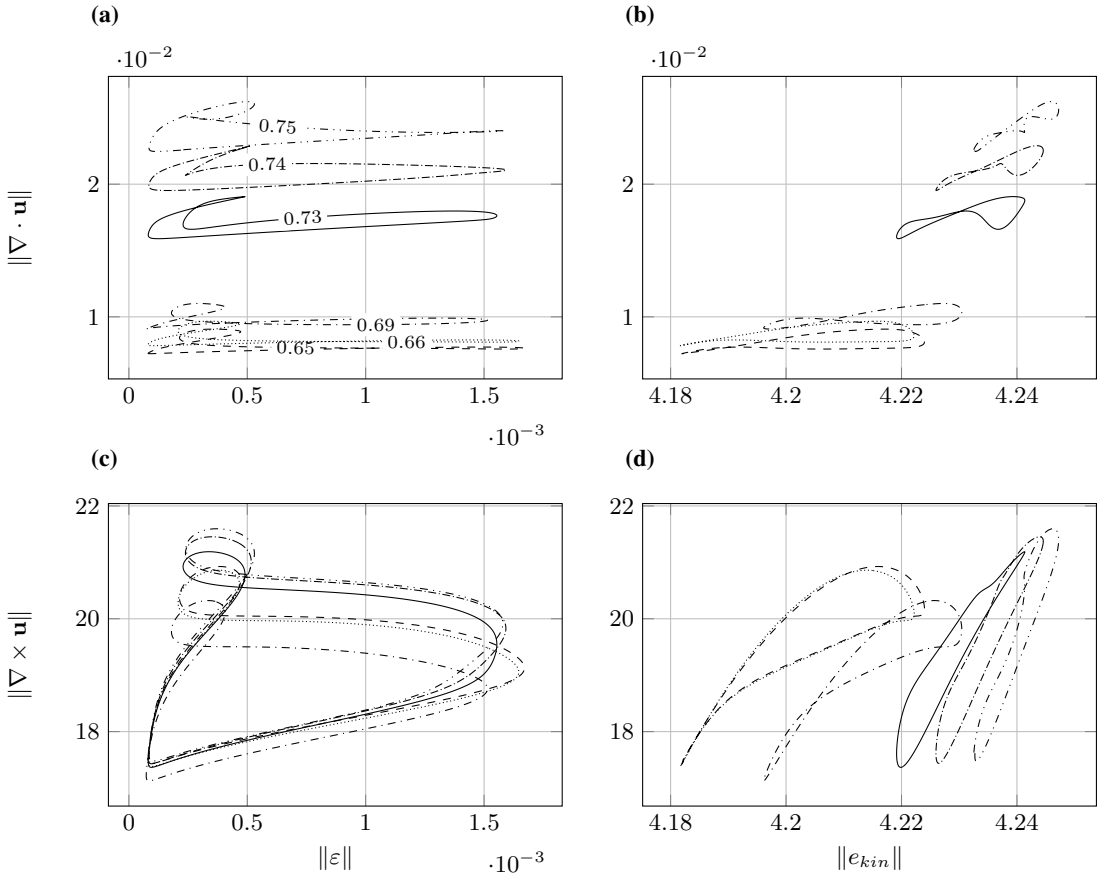 (a)
(b)
·10⁻²
·10⁻²
‖∇ · u‖
2
1
0.75
0.74
0.73
0.69
0.66
0.65
0 0.5 1 1.5
·10⁻³
4.18 4.2 4.22 4.24
(c)
(d)
‖∇ × u‖
22
20
18
22
20
18
0 0.5 1 1.5
‖ε‖
·10⁻³
4.18 4.2 4.22 4.24
‖e_{kin}‖
2
1